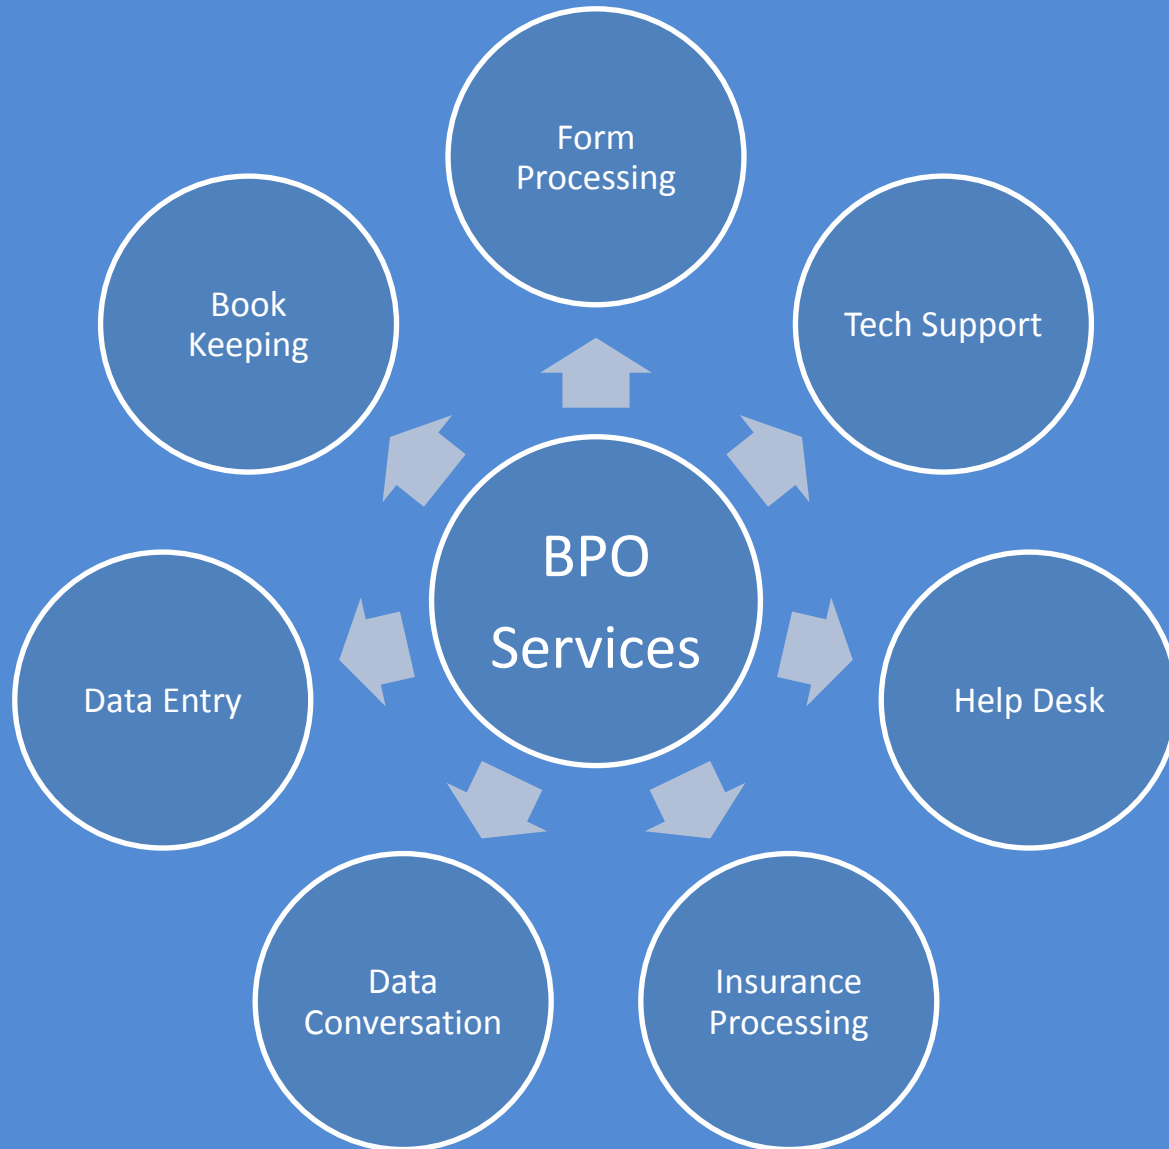 Form
Processing
Tech Support
Book
Keeping
BPO
Services
Data Entry
Help Desk
Data
Conversation
Insurance
Processing